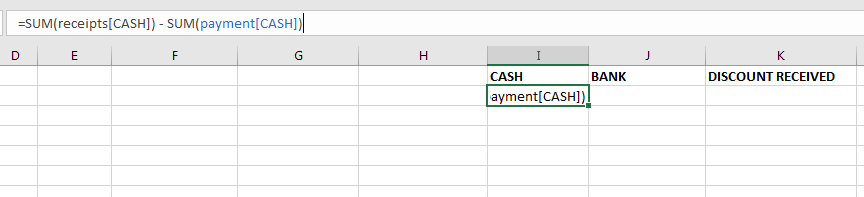 =SUM(receipts[CASH]) - SUM(payment[CASH])
D E F G H I J K
CASH BANK DISCOUNT RECEIVED
ayment[CASH])